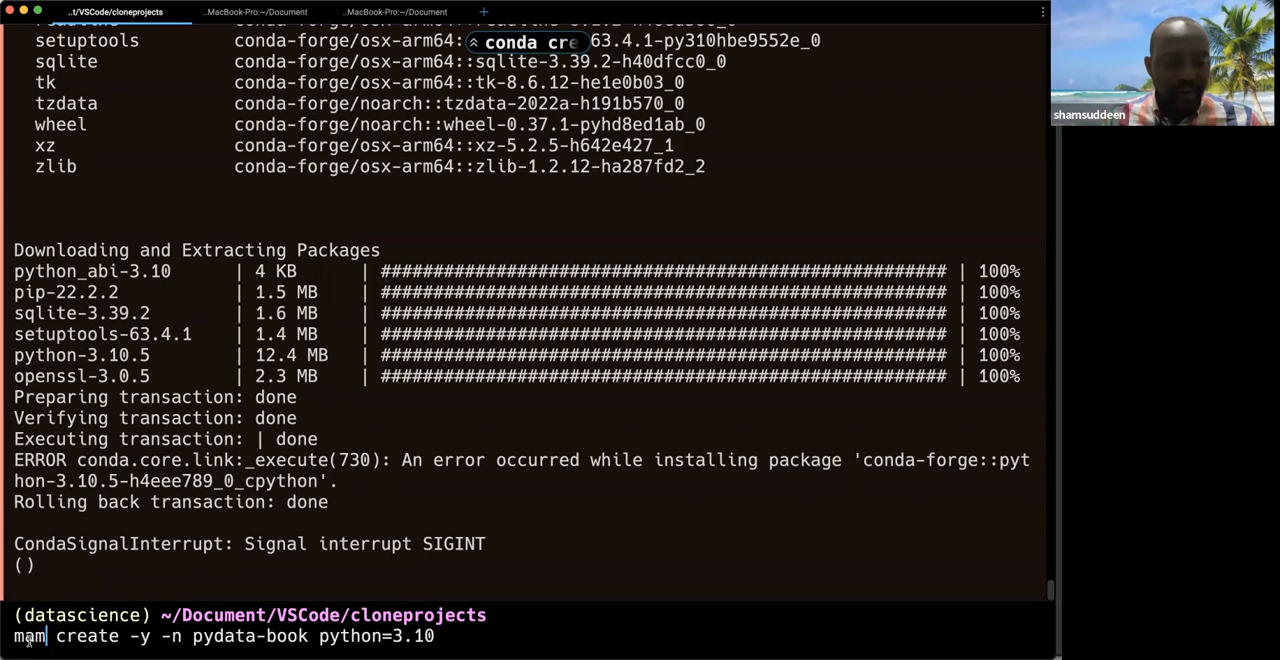 ..t/VSCode/cloneprojects ..MacBook-Pro:~/Document ..MacBook-Pro:~/Document +
setuptools conda-forge/osx-arm64: 63.4.1-py310hbe9552e_0
conda cre
sqlite conda-forge/osx-arm64::sqlite-3.39.2-h40dfcc0_0
tk conda-forge/osx-arm64::tk-8.6.12-he1e0b03_0
tzdata conda-forge/noarch::tzdata-2022a-h191b570_0
wheel conda-forge/noarch::wheel-0.37.1-pyhd8ed1ab_0
xz conda-forge/osx-arm64::xz-5.2.5-h642e427_1
zlib conda-forge/osx-arm64::zlib-1.2.12-ha287fd2_2
shamsuddeen
Downloading and Extracting Packages
python_abi-3.10 | 4 KB | ###################################################### | 100%
pip-22.2.2 | 1.5 MB | ###################################################### | 100%
sqlite-3.39.2 | 1.6 MB | ###################################################### | 100%
setuptools-63.4.1 | 1.4 MB | ###################################################### | 100%
python-3.10.5 | 12.4 MB | ###################################################### | 100%
openssl-3.0.5 | 2.3 MB | ###################################################### | 100%
Preparing transaction: done
Verifying transaction: done
Executing transaction: | done
ERROR conda.core.link:_execute(730): An error occurred while installing package 'conda-forge::pyt
hon-3.10.5-h4eee789_0_cpython'.
Rolling back transaction: done
CondaSignalInterrupt: Signal interrupt SIGINT
()
(datascience) ~/Document/VSCode/cloneprojects
mam create -y -n pydata-book python=3.10